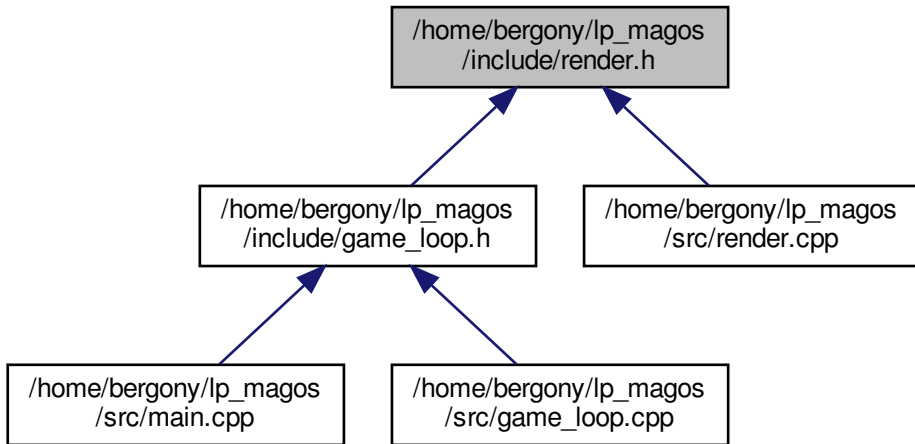 /home/bergony/lp_magos
/include/render.h
/home/bergony/lp_magos
/include/game_loop.h
/home/bergony/lp_magos
/src/render.cpp
/home/bergony/lp_magos
/src/main.cpp
/home/bergony/lp_magos
/src/game_loop.cpp